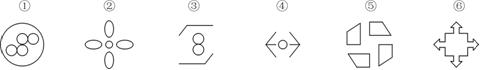 ① ② ③ ④ ⑤ ⑥